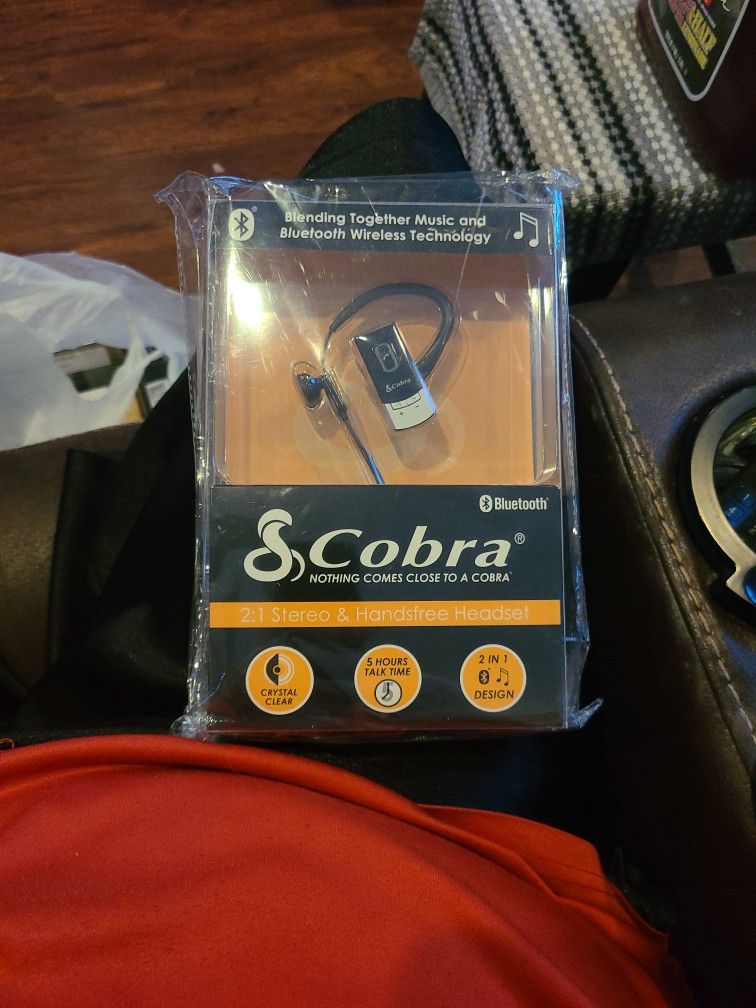 Blending Together Music and
Bluetooth Wireless Technology
Cobra
Bluetooth®
Cobra®
NOTHING COMES CLOSE TO A COBRA
2:1 Stereo & Handsfree Headset
CRYSTAL
CLEAR
5 HOURS
TALK TIME
2 IN 1
DESIGN